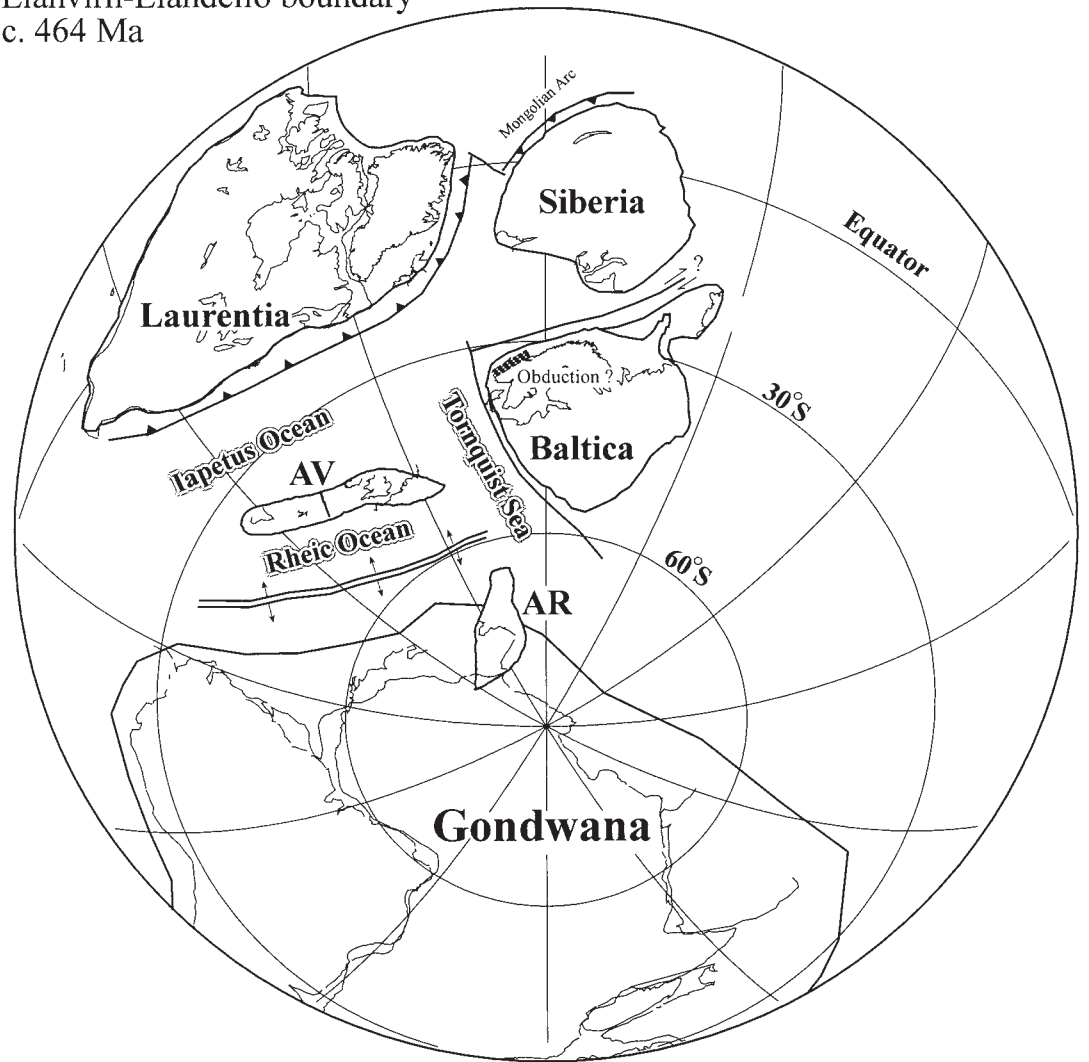 Llanvirn-Llandeilo boundary
c. 464 Ma
Mongolian Arc
Siberia
Equator
?
Laurentia
Obduction ?
30°S
Baltica
Iapetus Ocean
Tornquist Sea
AV
Rheic Ocean
60°S
AR
Gondwana